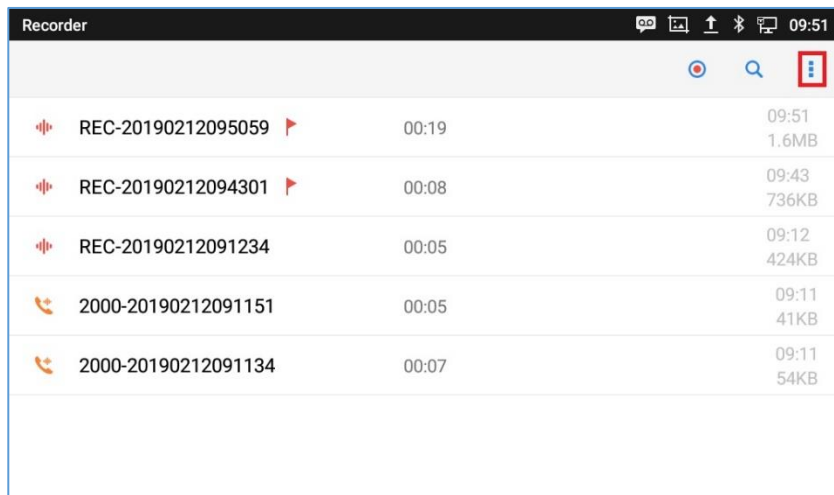 Recorder 09:51
REC-20190212095059 00:19 09:51
1.6MB
REC-20190212094301 00:08 09:43
736KB
REC-20190212091234 00:05 09:12
424KB
2000-20190212091151 00:05 09:11
41KB
2000-20190212091134 00:07 09:11
54KB